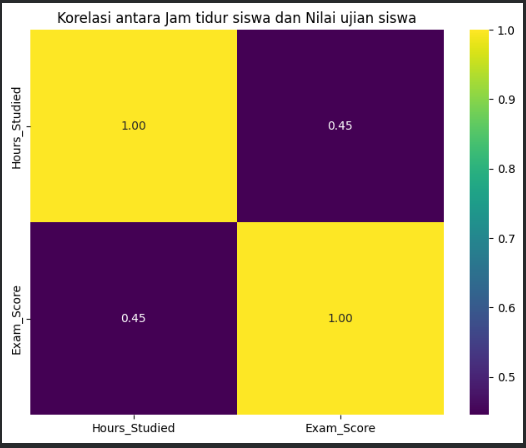 Korelasi antara Jam tidur siswa dan Nilai ujian siswa
Hours_Studied
1.00
0.45
Exam_Score
0.45
1.00
Hours_Studied
Exam_Score
1.0
0.9
0.8
0.7
0.6
0.5